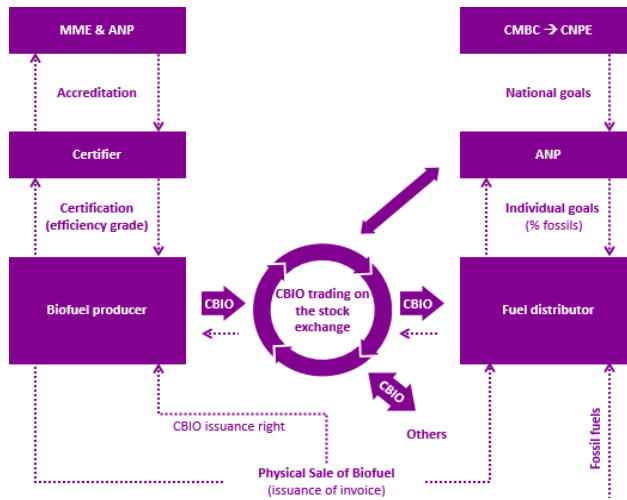 MME & ANP
CMBC → CNPE
Accreditation
National goals
Certifier
ANP
Certification
(efficiency grade)
Individual goals
(% fossils)
Biofuel producer
CBIO
CBIO trading on
the stock
exchange
CBIO
Fuel distributor
CBIO
Others
CBIO issuance right
Fossil fuels
Physical Sale of Biofuel
(issuance of invoice)